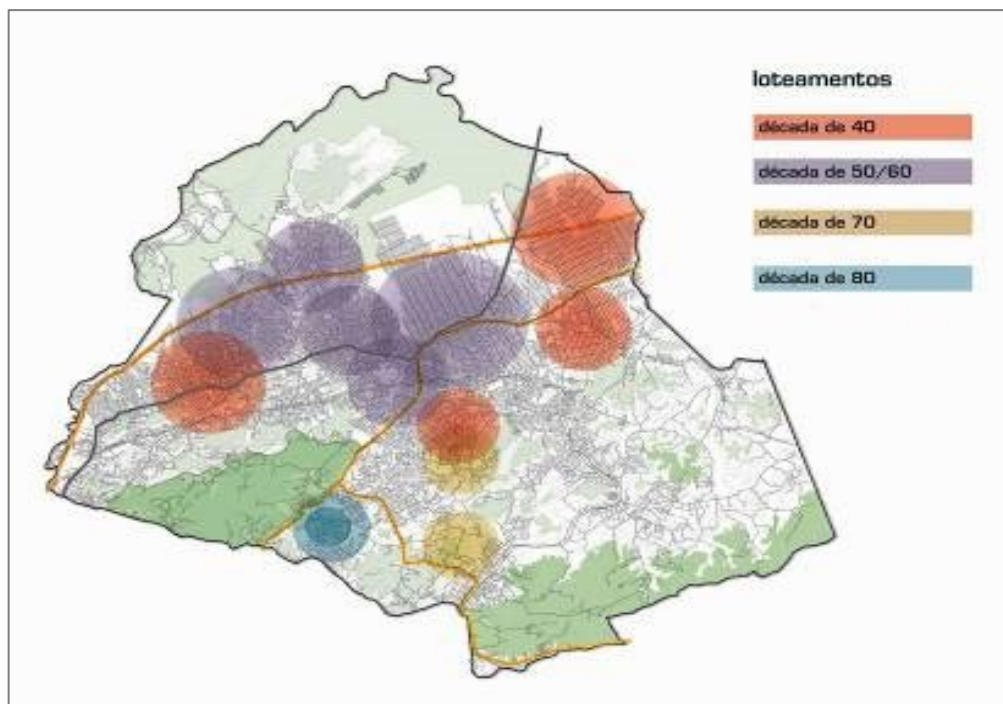 loteamentos
década de 40
década de 50/60
década de 70
década de 80